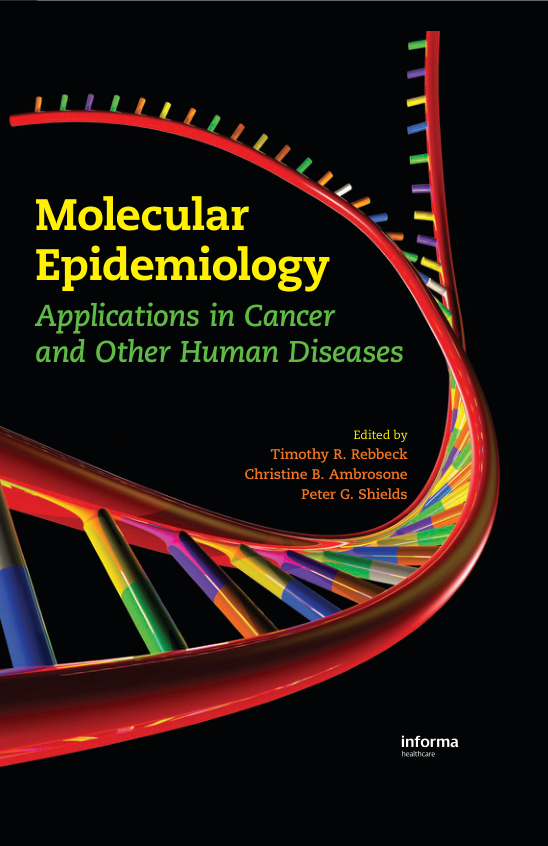 Molecular
Epidemiology
Applications in Cancer
and Other Human Diseases
Edited by
Timothy R. Rebbeck
Christine B. Ambrosone
Peter G. Shields
informa
healthcare